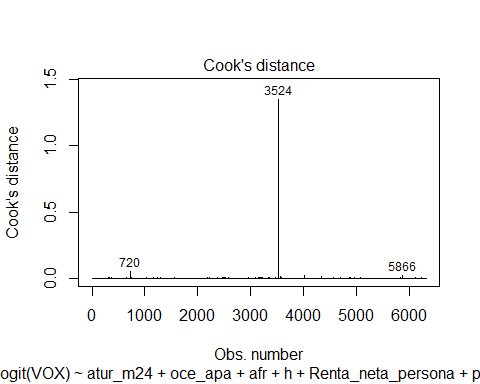 Cook's distance
1.5
1.0
0.5
0.0
Cook's distance
3524
720
5866
0 1000 2000 3000 4000 5000 6000
Obs. number
ogit(VOX) ~ atur_m24 + oce_apa + afr + h + Renta_neta_persona + p